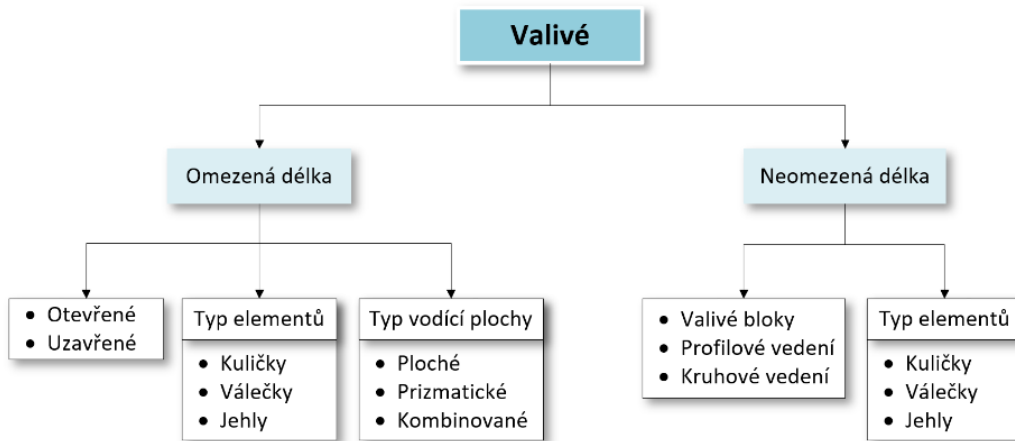 Valivé
Omezená délka
Neomezená délka
• Otevřené
• Uzavřené
Typ elementů
• Kuličky
• Válečky
• Jehly
Typ vodící plochy
• Ploché
• Prizmatické
• Kombinované
• Valivé bloky
• Profilové vedení
• Kruhové vedení
Typ elementů
• Kuličky
• Válečky
• Jehly